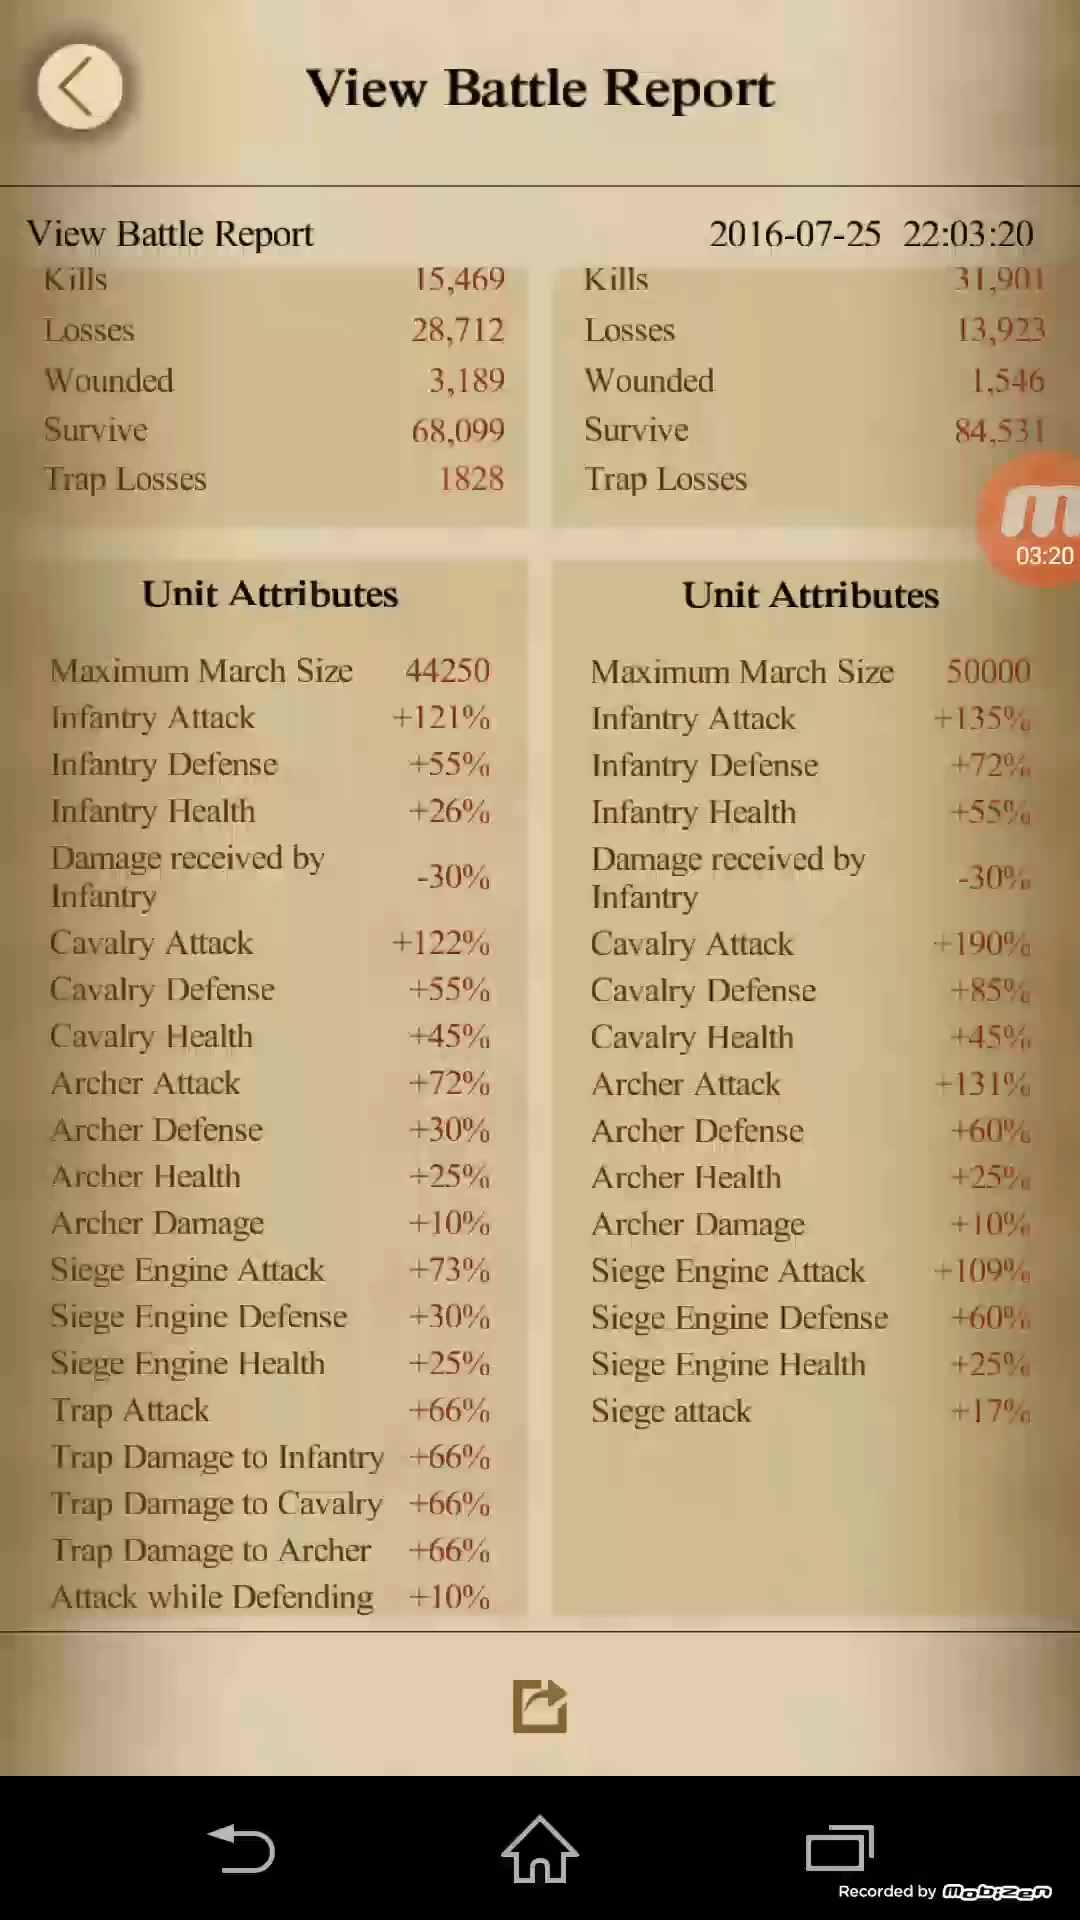 View Battle Report
View Battle Report 2016-07-25 22:03:20
Kills 15,469 Kills 31,901
Losses 28,712 Losses 13,923
Wounded 3,189 Wounded 1,546
Survive 68,099 Survive 84,531
Trap Losses 1828 Trap Losses
03:20
Unit Attributes Unit Attributes
Maximum March Size 44250 Maximum March Size 50000
Infantry Attack +121% Infantry Attack +135%
Infantry Defense +55% Infantry Defense +72%
Infantry Health +26% Infantry Health +55%
Damage received by Infantry -30% Damage received by Infantry -30%
Cavalry Attack +122% Cavalry Attack +190%
Cavalry Defense +55% Cavalry Defense +85%
Cavalry Health +45% Cavalry Health +45%
Archer Attack +72% Archer Attack +131%
Archer Defense +30% Archer Defense +60%
Archer Health +25% Archer Health +25%
Archer Damage +10% Archer Damage +10%
Siege Engine Attack +73% Siege Engine Attack +109%
Siege Engine Defense +30% Siege Engine Defense +60%
Siege Engine Health +25% Siege Engine Health +25%
Trap Attack +66% Siege attack +17%
Trap Damage to Infantry +66%
Trap Damage to Cavalry +66%
Trap Damage to Archer +66%
Attack while Defending +10%
Recorded by mobizen